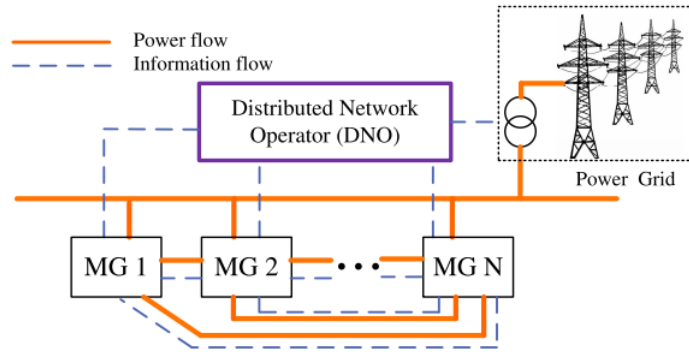 Power flow
Information flow
Distributed Network
Operator (DNO)
Power Grid
MG 1
MG 2
MG N